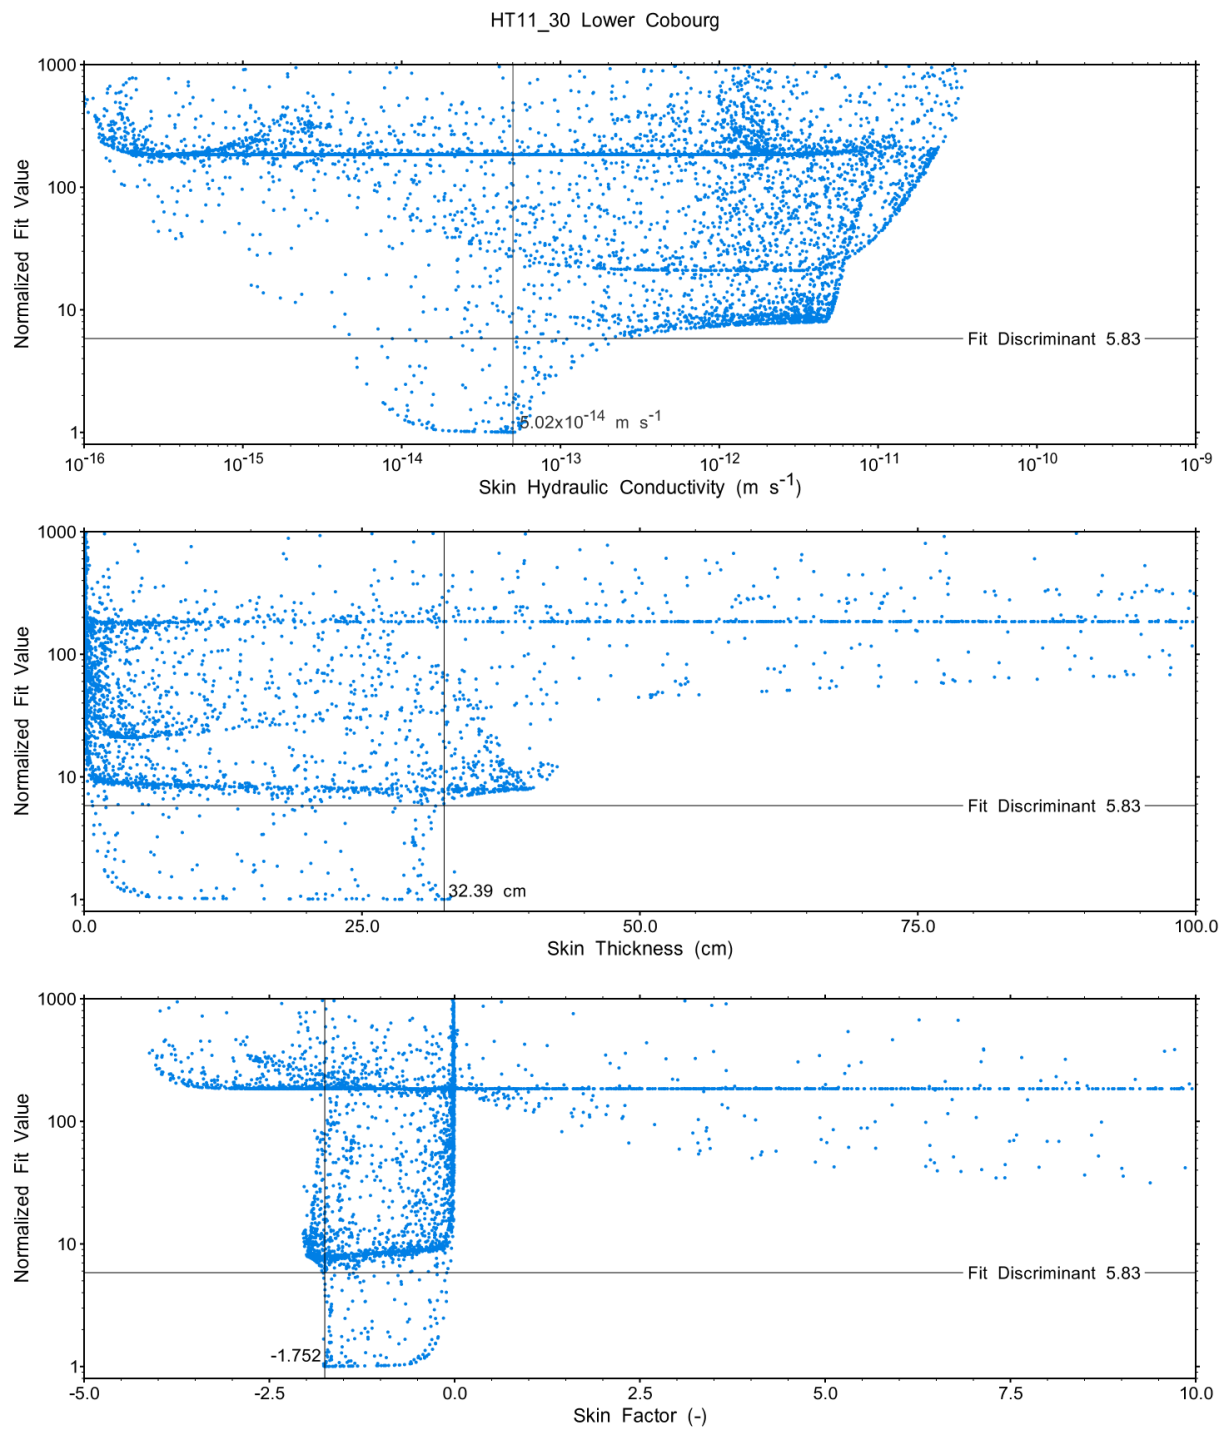 HT11_30 Lower Cobourg
1000
100
10
1
Normalized Fit Value
Fit Discriminant 5.83
5.02x10-14 m s-1
10-16 10-15 10-14 10-13 10-12 10-11 10-10 10-9
Skin Hydraulic Conductivity (m s-1)
1000
100
10
1
Normalized Fit Value
Fit Discriminant 5.83
32.39 cm
0.0 25.0 50.0 75.0 100.0
Skin Thickness (cm)
1000
100
10
1
Normalized Fit Value
Fit Discriminant 5.83
-1.752
-5.0 -2.5 0.0 2.5 5.0 7.5 10.0
Skin Factor (-)